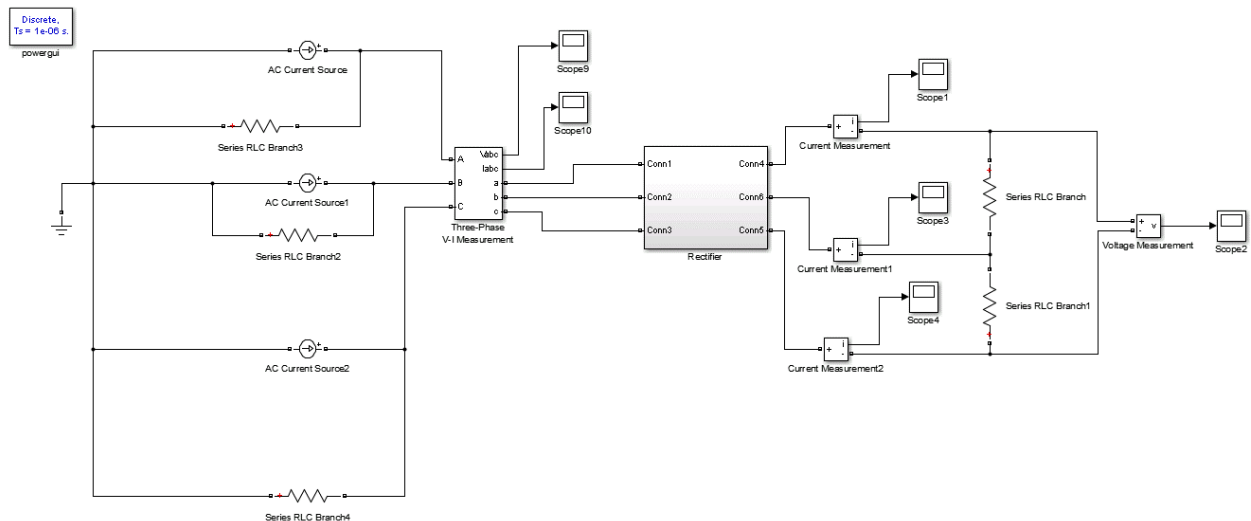 Discrete,
Ts = 1e-06 s.
powergui
AC Current Source
Series RLC Branch3
AC Current Source1
Series RLC Branch2
AC Current Source2
Series RLC Branch4
Scope9
Scope10
A
B
C
Vabc
Iabc
a
b
c
Three-Phase
V-I Measurement
Conn1
Conn2
Conn3
Conn4
Conn6
Conn5
Rectifier
Scope1
i
+
-
Current Measurement
Scope3
i
+
-
Current Measurement1
Scope4
i
+
-
Current Measurement2
Series RLC Branch
Series RLC Branch1
+
-
v
Voltage Measurement
Scope2